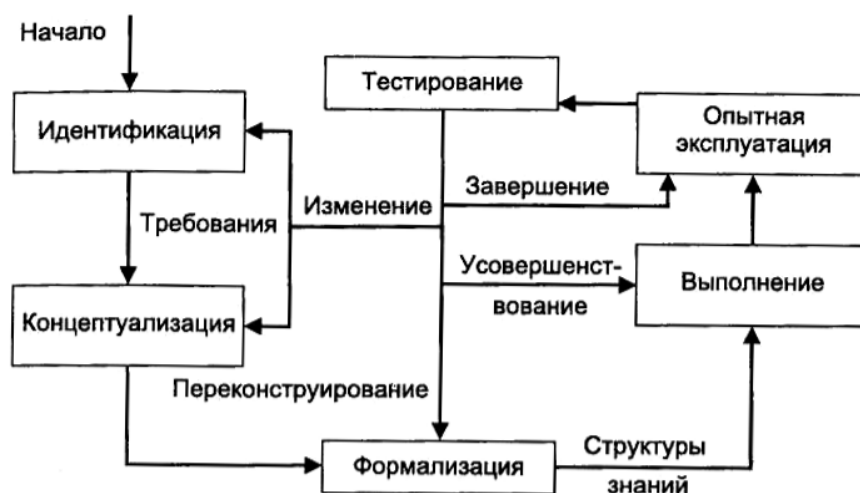 Начало
Тестирование
Опытная
эксплуатация
Идентификация
Завершение
Требования
Изменение
Усовершенст-
вование
Выполнение
Концептуализация
Переконструирование
Формализация
Структуры
знаний